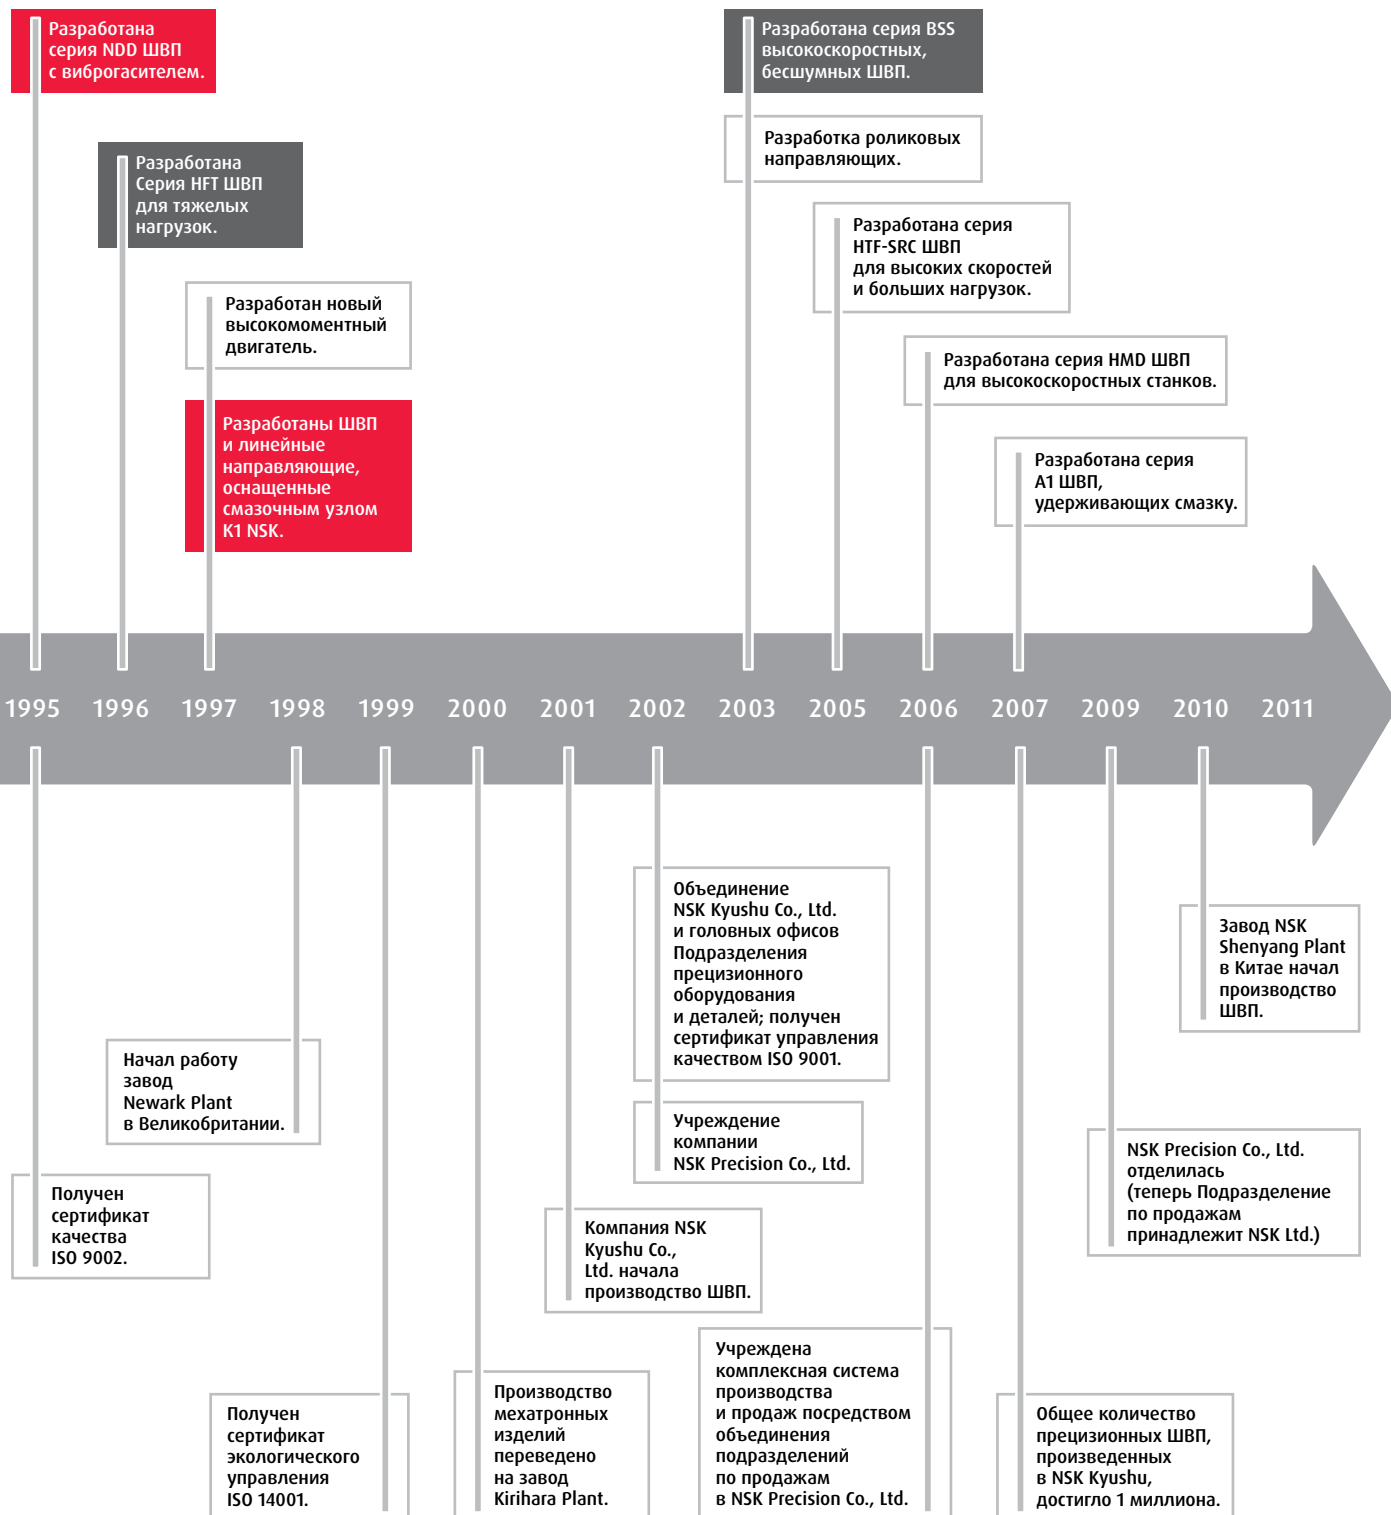 Разработана
серия NDD ШВП
с виброгасителем.
Разработана
Серия HFT ШВП
для тяжелых
нагрузок.
Разработан новый
высокомоментный
двигатель.
Разработаны ШВП
и линейные
направляющие,
оснащенные
смазочным узлом
K1 NSK.
Разработана серия BSS
высокоскоростных,
бесшумных ШВП.
Разработка роликовых
направляющих.
Разработана серия
HTF-SRC ШВП
для высоких скоростей
и больших нагрузок.
Разработана серия HMD ШВП
для высокоскоростных станков.
Разработана серия
A1 ШВП,
удерживающих смазку.
1995 1996 1997 1998 1999 2000 2001 2002 2003 2005 2006 2007 2009 2010 2011
Получен
сертификат
качества
ISO 9002.
Начал работу
завод
Newark Plant
в Великобритании.
Получен
сертификат
экологического
управления
ISO 14001.
Производство
мехатронных
изделий
переведено
на завод
Kirihara Plant.
Компания NSK
Kyushu Co.,
Ltd. начала
производство ШВП.
Объединение
NSK Kyushu Co., Ltd.
и головных офисов
Подразделения
прецизионного
оборудования
и деталей; получен
сертификат управления
качеством ISO 9001.
Учреждение
компании
NSK Precision Co., Ltd.
Учреждена
комплексная система
производства
и продаж посредством
объединения
подразделений
по продажам
в NSK Precision Co., Ltd.
Общее количество
прецизионных ШВП,
произведенных
в NSK Kyushu,
достигло 1 миллиона.
NSK Precision Co., Ltd.
отделилась
(теперь Подразделение
по продажам
принадлежит NSK Ltd.)
Завод NSK
Shenyang Plant
в Китае начал
производство
ШВП.